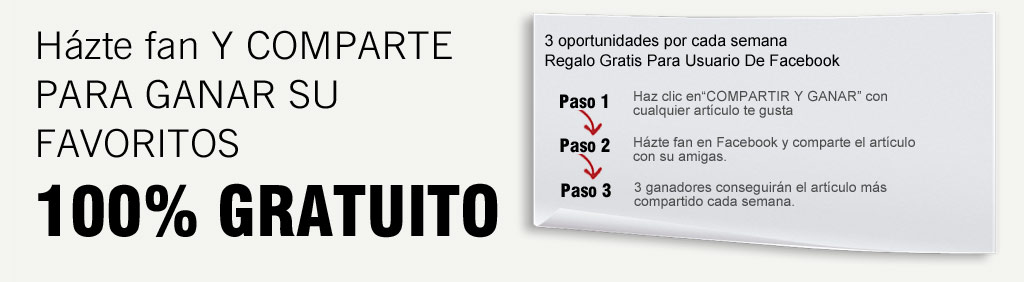 Házte fan Y COMPARTE
PARA GANAR SU
FAVORITOS
100% GRATUITO
3 oportunidades por cada semana
Regalo Gratis Para Usuario De Facebook
Paso 1
Haz clic en“COMPARTIR Y GANAR” con
cualquier artículo te gusta
Paso 2
Házte fan en Facebook y comparte el artículo
con su amigas.
Paso 3
3 ganadores conseguirán el artículo más
compartido cada semana.